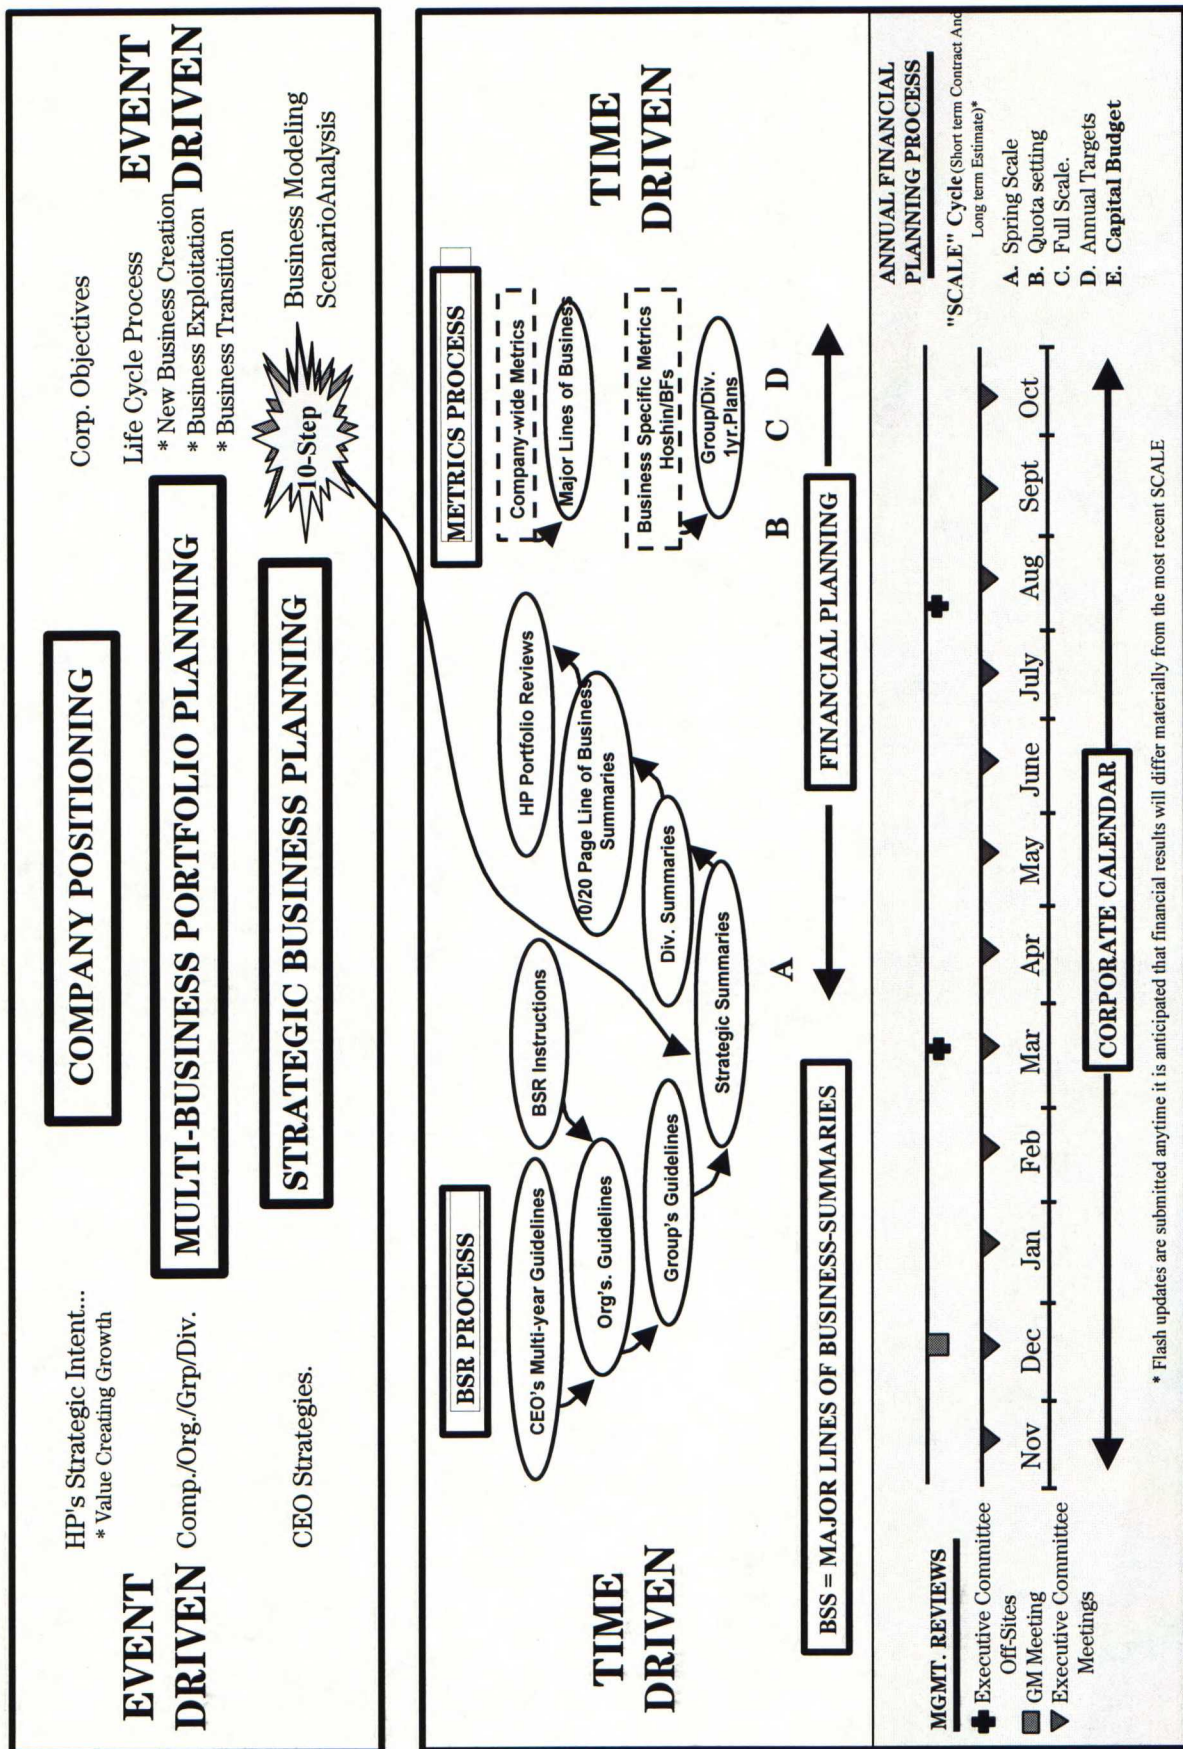 COMPANY POSITIONING
HP's Strategic Intent...
* Value Creating Growth
Corp. Objectives
EVENT
DRIVEN
Comp./Org./Grp/Div.
MULTI-BUSINESS PORTFOLIO PLANNING
Life Cycle Process
* New Business Creation
* Business Exploitation
* Business Transition
EVENT
DRIVEN
CEO Strategies.
STRATEGIC BUSINESS PLANNING
10-Step
Business Modeling
ScenarioAnalysis
BSR PROCESS
METRICS PROCESS
CEO's Multi-year Guidelines
BSR Instructions
HP Portfolio Reviews
Company-wide Metrics
Major Lines of Business
TIME
DRIVEN
Org's. Guidelines
10/20 Page Line of Business
Summaries
TIME
DRIVEN
Group's Guidelines
Div. Summaries
Business Specific Metrics
Hoshin/BFs
Strategic Summaries
Group/Div.
1yr.Plans
A
B
C
D
BSS = MAJOR LINES OF BUSINESS-SUMMARIES
FINANCIAL PLANNING
MGMT. REVIEWS
Executive Committee
Off-Sites
GM Meeting
Executive Committee
Meetings
Nov
Dec
Jan
Feb
Mar
Apr
May
June
July
Aug
Sept
Oct
CORPORATE CALENDAR
ANNUAL FINANCIAL
PLANNING PROCESS
"SCALE" Cycle(Short term Contract And
Long term Estimate)*
A. Spring Scale
B. Quota setting
C. Full Scale.
D. Annual Targets
E. Capital Budget
* Flash updates are submitted anytime it is anticipated that financial results will differ materially from the most recent SCALE